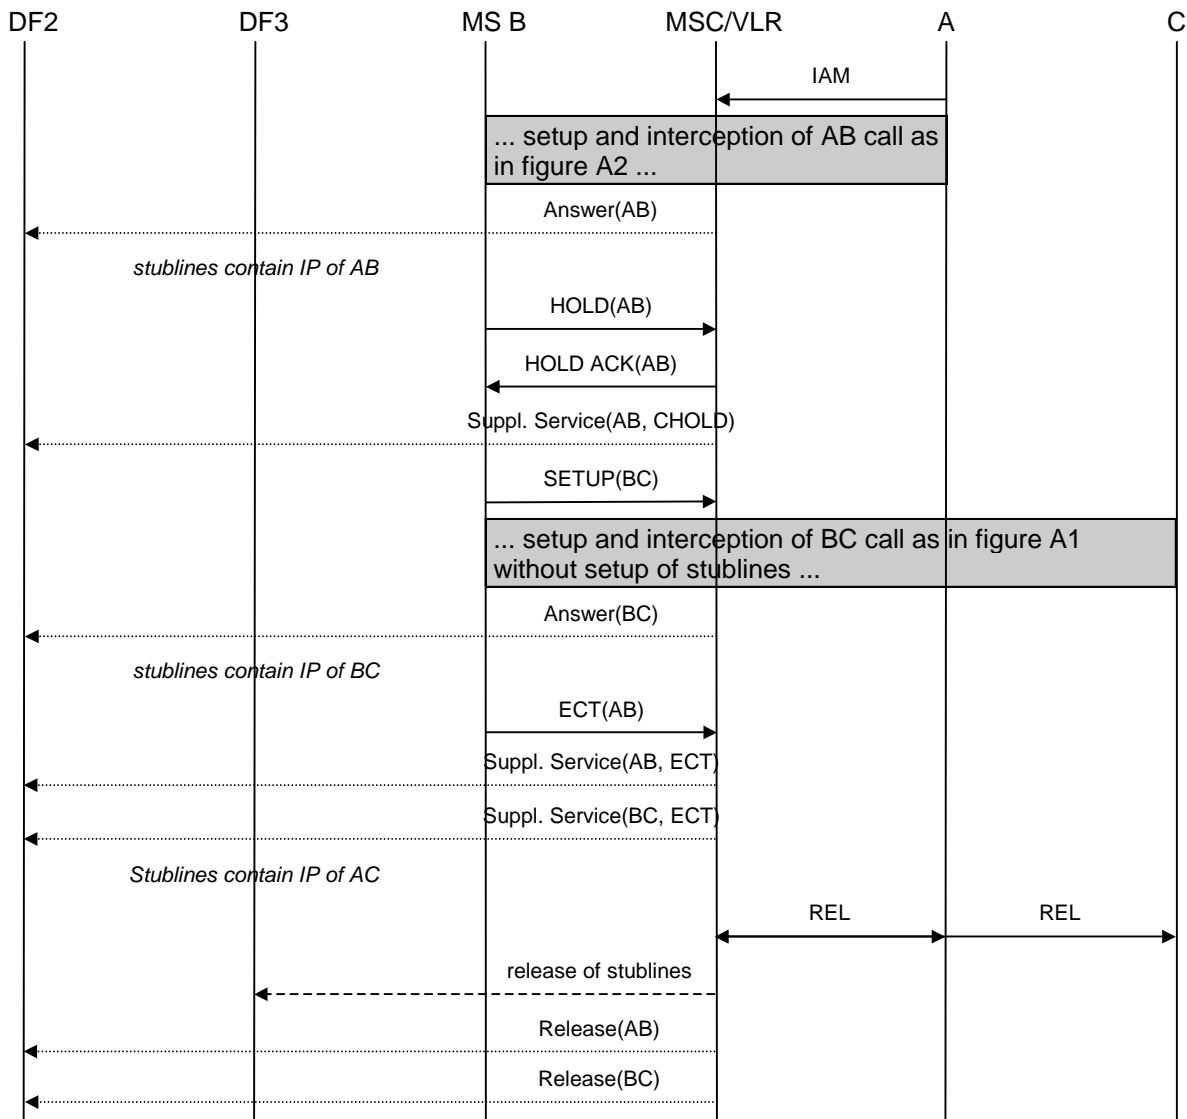 DF2 DF3 MS B MSC/VLR A C
IAM
... setup and interception of AB call as
in figure A2 ...
Answer(AB)
stublines contain IP of AB
HOLD(AB)
HOLD ACK(AB)
Suppl. Service(AB, CHOLD)
SETUP(BC)
... setup and interception of BC call as in figure A1
without setup of stublines ...
Answer(BC)
stublines contain IP of BC
ECT(AB)
Suppl. Service(AB, ECT)
Suppl. Service(BC, ECT)
Stublines contain IP of AC
REL REL
release of stublines
Release(AB)
Release(BC)